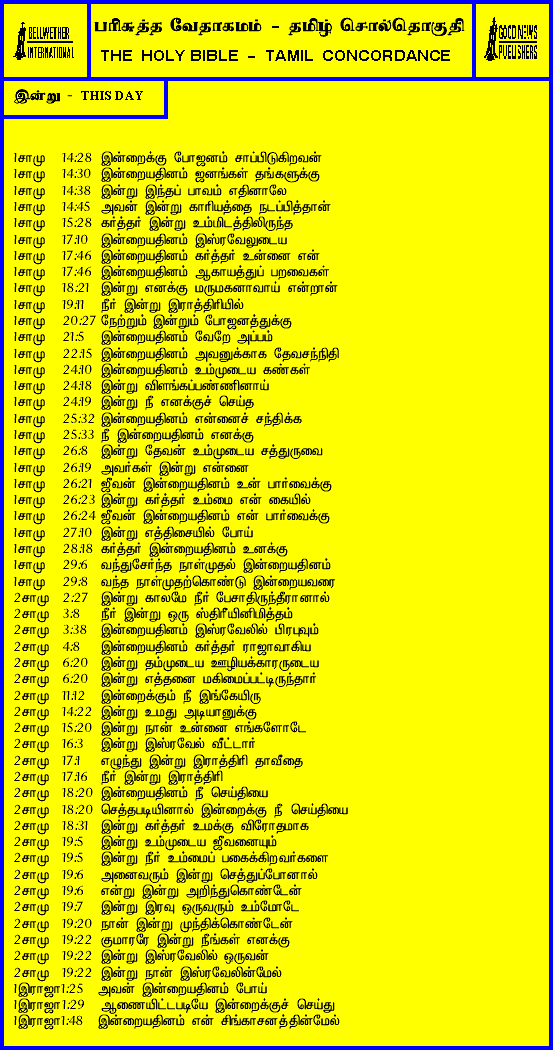 BELLWETHER
INTERNATIONAL
பரிசுத்த வேதாகமம் - தமிழ் சொல்தொகுதி
THE HOLY BIBLE - TAMIL CONCORDANCE
GOOD NEWS
PUBLISHERS
இன்று - THIS DAY
1சாமு 14:28 இன்றைக்கு போஜனம் சாப்பிடுகிறவன்
1சாமு 14:30 இன்றையதினம் ஜனங்கள் தங்களுக்கு
1சாமு 14:38 இன்று இந்தப் பாவம் எதினாலே
1சாமு 14:45 அவன் இன்று காரியத்தை நடப்பித்தான்
1சாமு 15:28 கர்த்தர் இன்று உம்மிடத்திலிருந்த
1சாமு 17:10 இன்றையதினம் இஸ்ரவேலுடைய
1சாமு 17:46 இன்றையதினம் கர்த்தர் உன்னை என்
1சாமு 17:46 இன்றையதினம் ஆகாயத்துப் பறவைகள்
1சாமு 18:21 இன்று எனக்கு மருமகனாவாய் என்றான்
1சாமு 19:11 நீர் இன்று இராத்திரியில்
1சாமு 20:27 நேற்றும் இன்றும் போஜனத்துக்கு
1சாமு 21:5 இன்றையதினம் வேறே அப்பம்
1சாமு 22:15 இன்றையதினம் அவனுக்காக தேவசந்நிதி
1சாமு 24:10 இன்றையதினம் உம்முடைய கண்கள்
1சாமு 24:18 இன்று விளங்கப்பண்ணினாய்
1சாமு 24:19 இன்று நீ எனக்குச் செய்த
1சாமு 25:32 இன்றையதினம் என்னைச் சந்திக்க
1சாமு 25:33 நீ இன்றையதினம் எனக்கு
1சாமு 26:8 இன்று தேவன் உம்முடைய சத்துருவை
1சாமு 26:19 அவர்கள் இன்று என்னை
1சாமு 26:21 ஜீவன் இன்றையதினம் உன் பார்வைக்கு
1சாமு 26:23 இன்று கர்த்தர் உம்மை என் கையில்
1சாமு 26:24 ஜீவன் இன்றையதினம் என் பார்வைக்கு
1சாமு 27:10 இன்று எத்திசையில் போய்
1சாமு 28:18 கர்த்தர் இன்றையதினம் உனக்கு
1சாமு 29:6 வந்துசேர்ந்த நாள்முதல் இன்றையதினம்
1சாமு 29:8 வந்த நாள்முதற்கொண்டு இன்றையவரை
2சாமு 2:27 இன்று காலமே நீர் பேசாதிருந்தீரானால்
2சாமு 3:8 நீர் இன்று ஒரு ஸ்திரீயினிமித்தம்
2சாமு 3:38 இன்றையதினம் இஸ்ரவேலில் பிரபுவும்
2சாமு 4:8 இன்றையதினம் கர்த்தர் ராஜாவாகிய
2சாமு 6:20 இன்று தம்முடைய ஊழியக்காரருடைய
2சாமு 6:20 இன்று எத்தனை மகிமைப்பட்டிருந்தார்
2சாமு 11:12 இன்றைக்கும் நீ இங்கேயிரு
2சாமு 14:22 இன்று உமது அடியானுக்கு
2சாமு 15:20 இன்று நான் உன்னை எங்களோடே
2சாமு 16:3 இன்று இஸ்ரவேல் வீட்டார்
2சாமு 17:1 எழுந்து இன்று இராத்திரி தாவீதை
2சாமு 17:16 நீர் இன்று இராத்திரி
2சாமு 18:20 இன்றையதினம் நீ செய்தியை
2சாமு 18:20 செத்தபடியினால் இன்றைக்கு நீ செய்தியை
2சாமு 18:31 இன்று கர்த்தர் உமக்கு விரோதமாக
2சாமு 19:5 இன்று உம்முடைய ஜீவனையும்
2சாமு 19:5 இன்று நீர் உம்மைப் பகைக்கிறவர்களை
2சாமு 19:6 அனைவரும் இன்று செத்துப்போனால்
2சாமு 19:6 என்று இன்று அறிந்துகொண்டேன்
2சாமு 19:7 இன்று இரவு ஒருவரும் உம்மோடே
2சாமு 19:20 நான் இன்று முந்திக்கொண்டேன்
2சாமு 19:22 குமாரரே இன்று நீங்கள் எனக்கு
2சாமு 19:22 இன்று இஸ்ரவேலில் ஒருவன்
2சாமு 19:22 இன்று நான் இஸ்ரவேலின்மேல்
1இராஜா1:25 அவன் இன்றையதினம் போய்
1இராஜா1:29 ஆணையிட்டபடியே இன்றைக்குச் செய்து
1இராஜா1:48 இன்றையதினம் என் சிங்காசனத்தின்மேல்